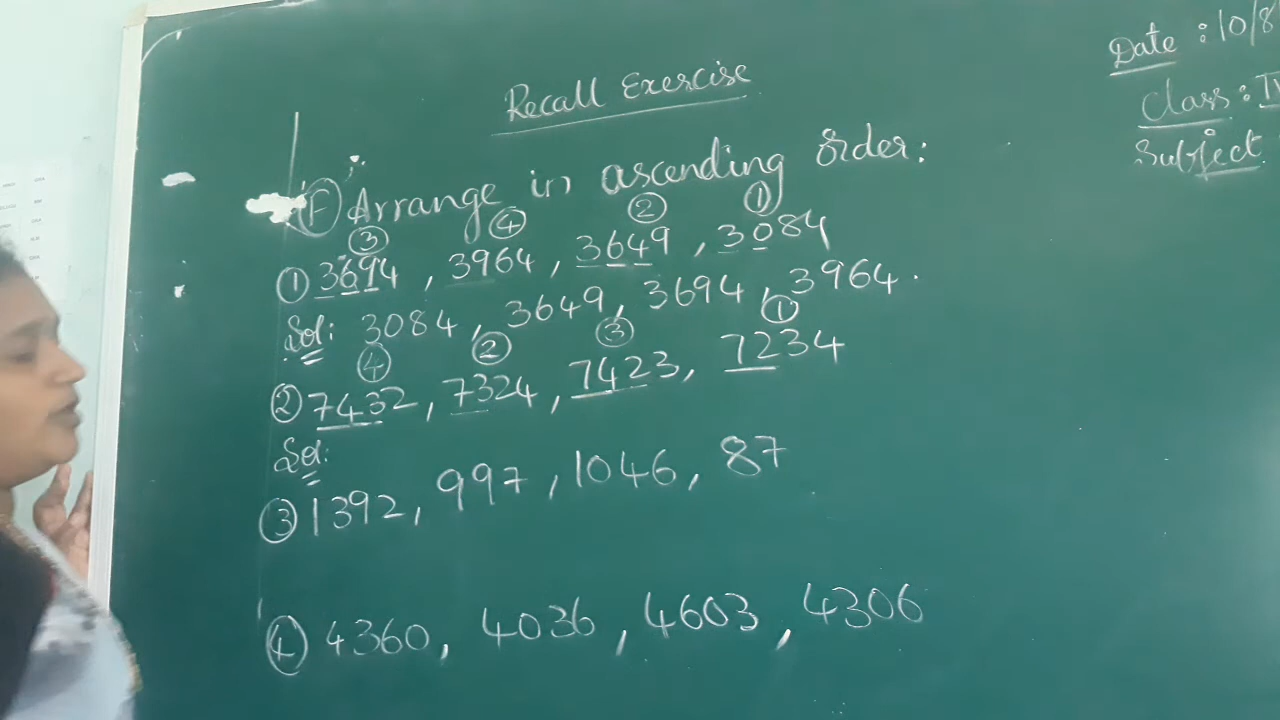 Recall Exercise
Date : 10/8
Class : IV
Subject
(F) Arrange in ascending order:
③ ④ ② ①
① 3694, 3964, 3649, 3084
Sol: 3084, 3649, 3694, 3964.
④ ② ③ ①
② 7432, 7324, 7423, 7234
Sol:
③ 1392, 997, 1046, 87
④ 4360, 4036, 4603, 4306